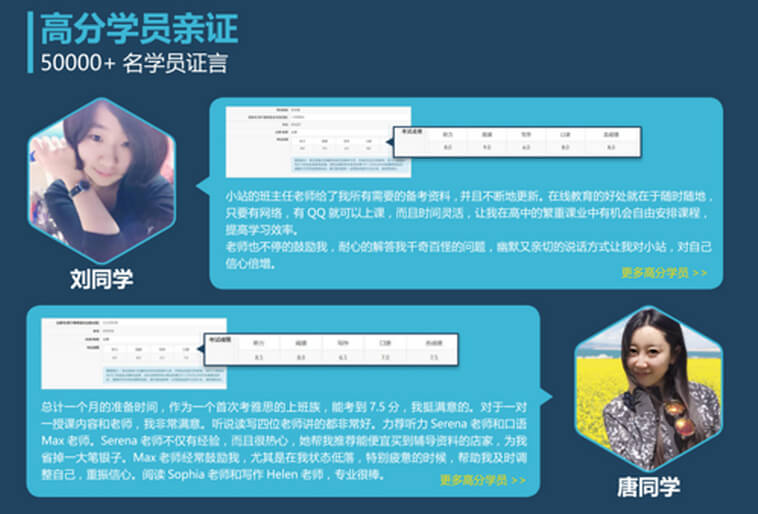 高分学员亲证
50000+ 名学员证言
考试成绩 听力 阅读 写作 口语 总成绩
8.0 9.0 6.0 8.0 8.0
小站的班主任老师给了我所有需要的备考资料，并且不断地更新。在线教育的好处就在于随时随地，
只要有网络，有QQ就可以上课，而且时间灵活，让我在高中的繁重课业中有机会自由安排课程，
提高学习效率。
老师也不停的鼓励我，耐心的解答我千奇百怪的问题，幽默又亲切的说话方式让我对小站，对自己
信心倍增。
更多高分学员 >>
刘同学
考试成绩 听力 阅读 写作 口语 总成绩
8.5 8.0 6.5 7.0 7.5
总计一个月的准备时间，作为一个首次考雅思的上班族，能考到 7.5 分，我挺满意的。对于一对
一授课内容和老师，我非常满意。听说读写四位老师讲的都非常好。力荐听力 Serena 老师和口语
Max 老师。Serena 老师不仅有经验，而且很热心，她帮我推荐能便宜买到辅导资料的店家，为我
省掉一大笔银子。Max 老师经常鼓励我，尤其是在我状态低落，特别疲惫的时候，帮助我及时调
整自己，重振信心。阅读 Sophia 老师和写作 Helen 老师，专业很棒。
更多高分学员 >>
唐同学